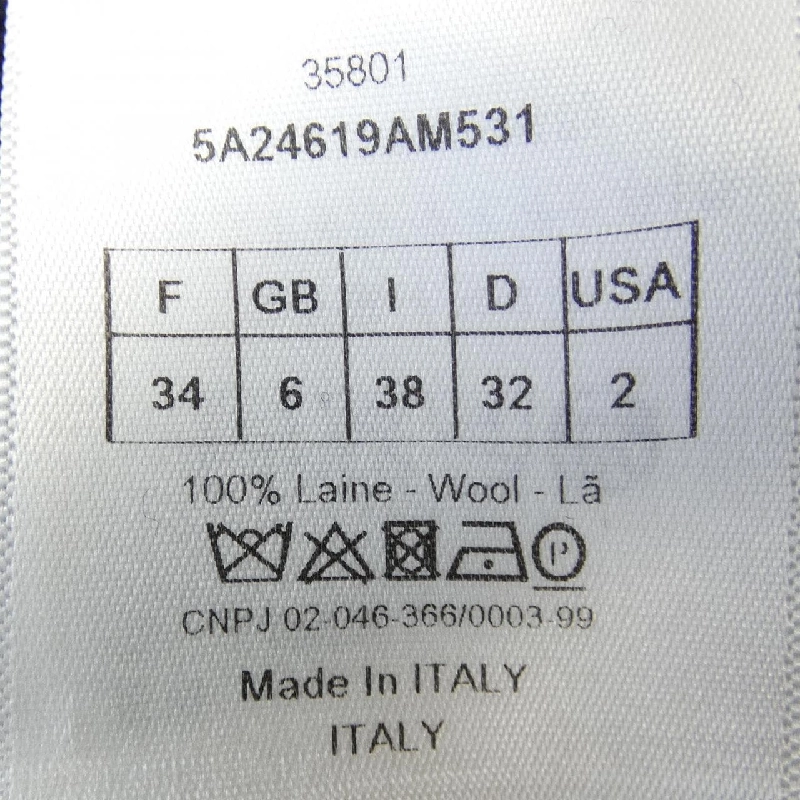 35801
5A24619AM531
F GB I D USA
34 6 38 32 2
100% Laine - Wool - Lã
P
CNPJ 02-046-366/0003-99
Made In ITALY
ITALY